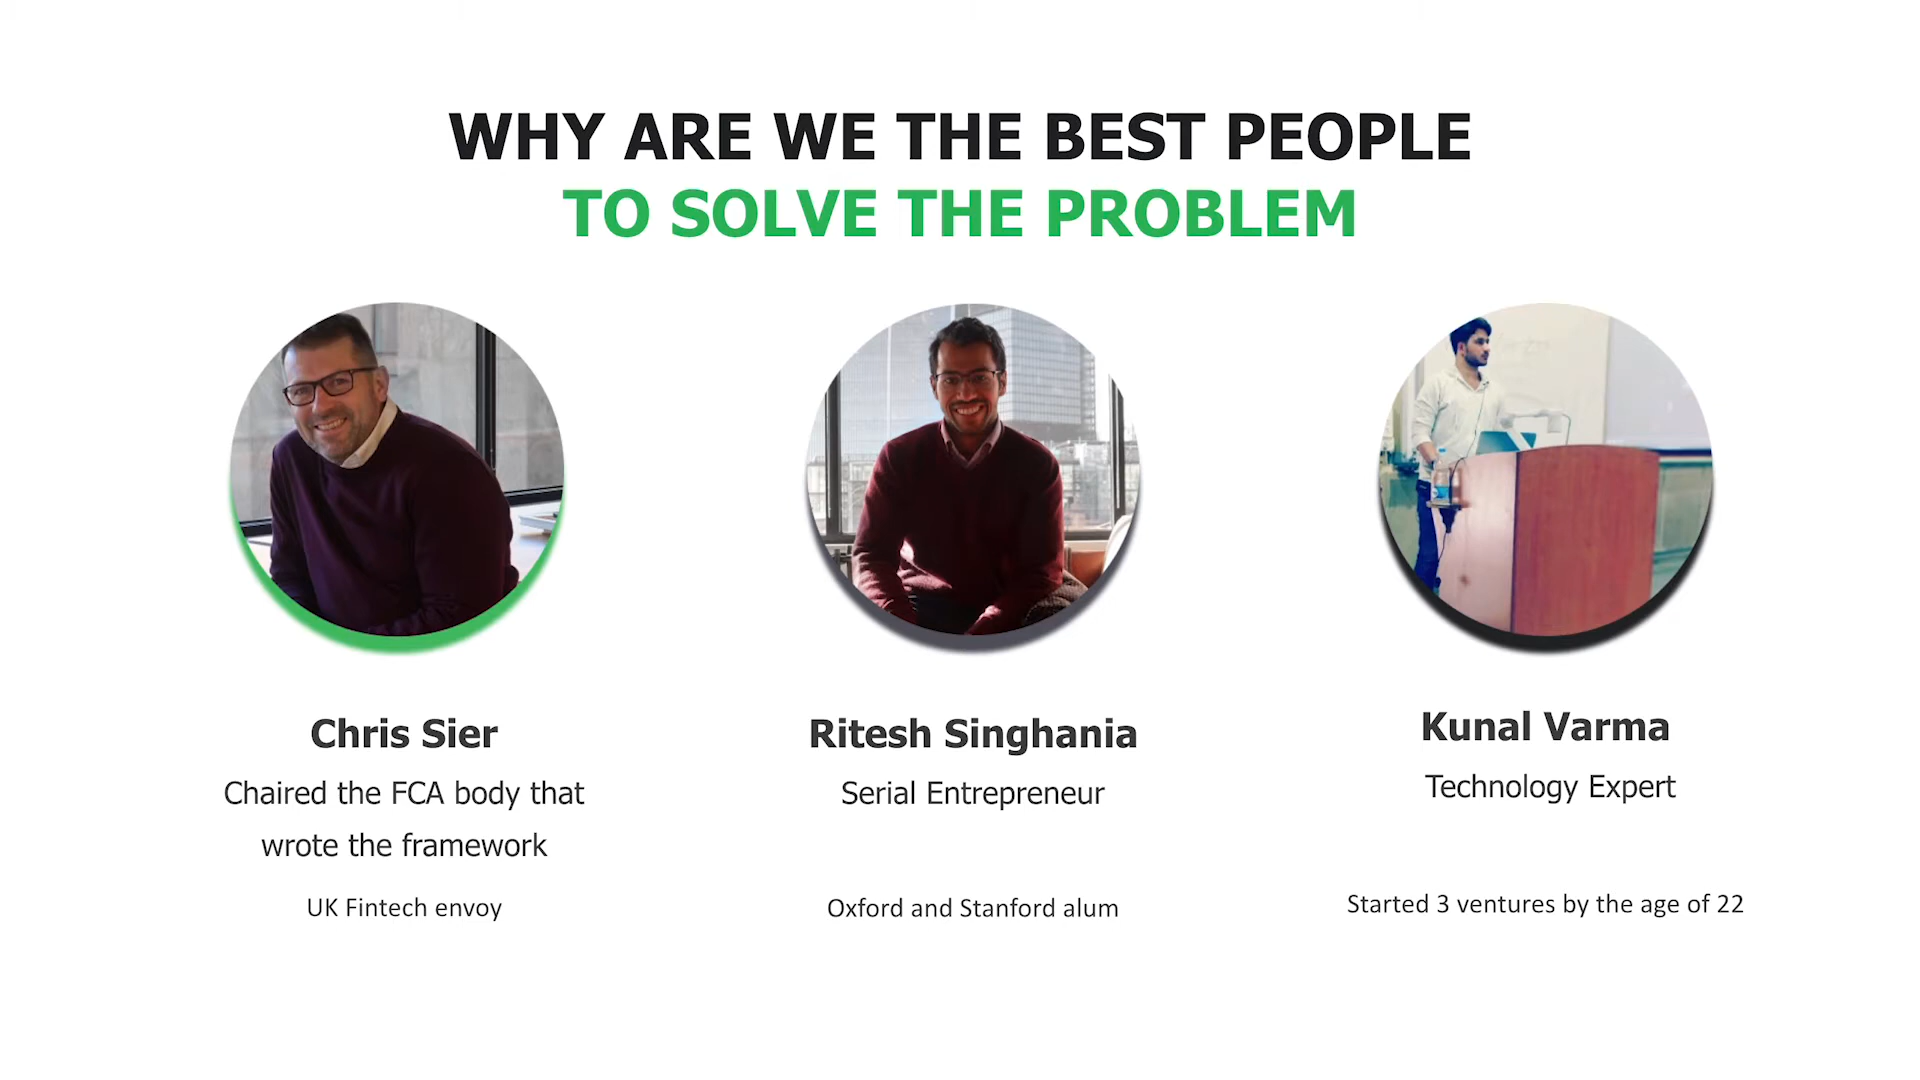 WHY ARE WE THE BEST PEOPLE
TO SOLVE THE PROBLEM
Chris Sier
Chaired the FCA body that
wrote the framework
UK Fintech envoy
Ritesh Singhania
Serial Entrepreneur
Oxford and Stanford alum
Kunal Varma
Technology Expert
Started 3 ventures by the age of 22